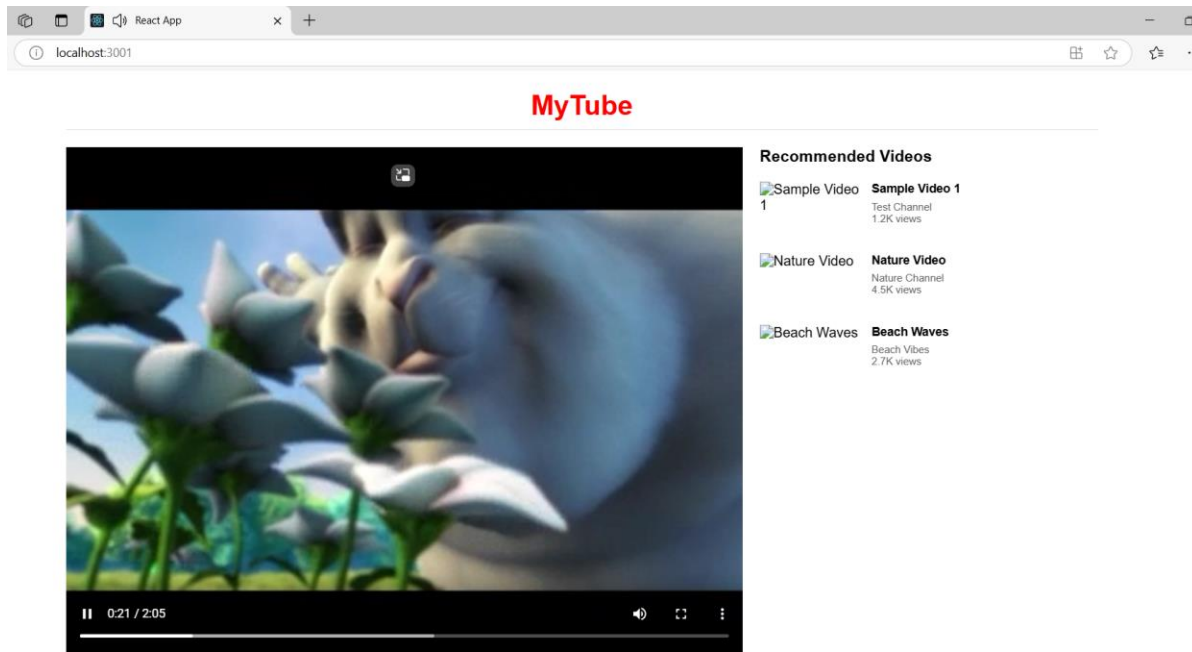 React App
localhost:3001
MyTube
0:21 / 2:05
Recommended Videos
Sample Video
1
Sample Video 1
Test Channel
1.2K views
Nature Video
Nature Video
Nature Channel
4.5K views
Beach Waves
Beach Waves
Beach Vibes
2.7K views